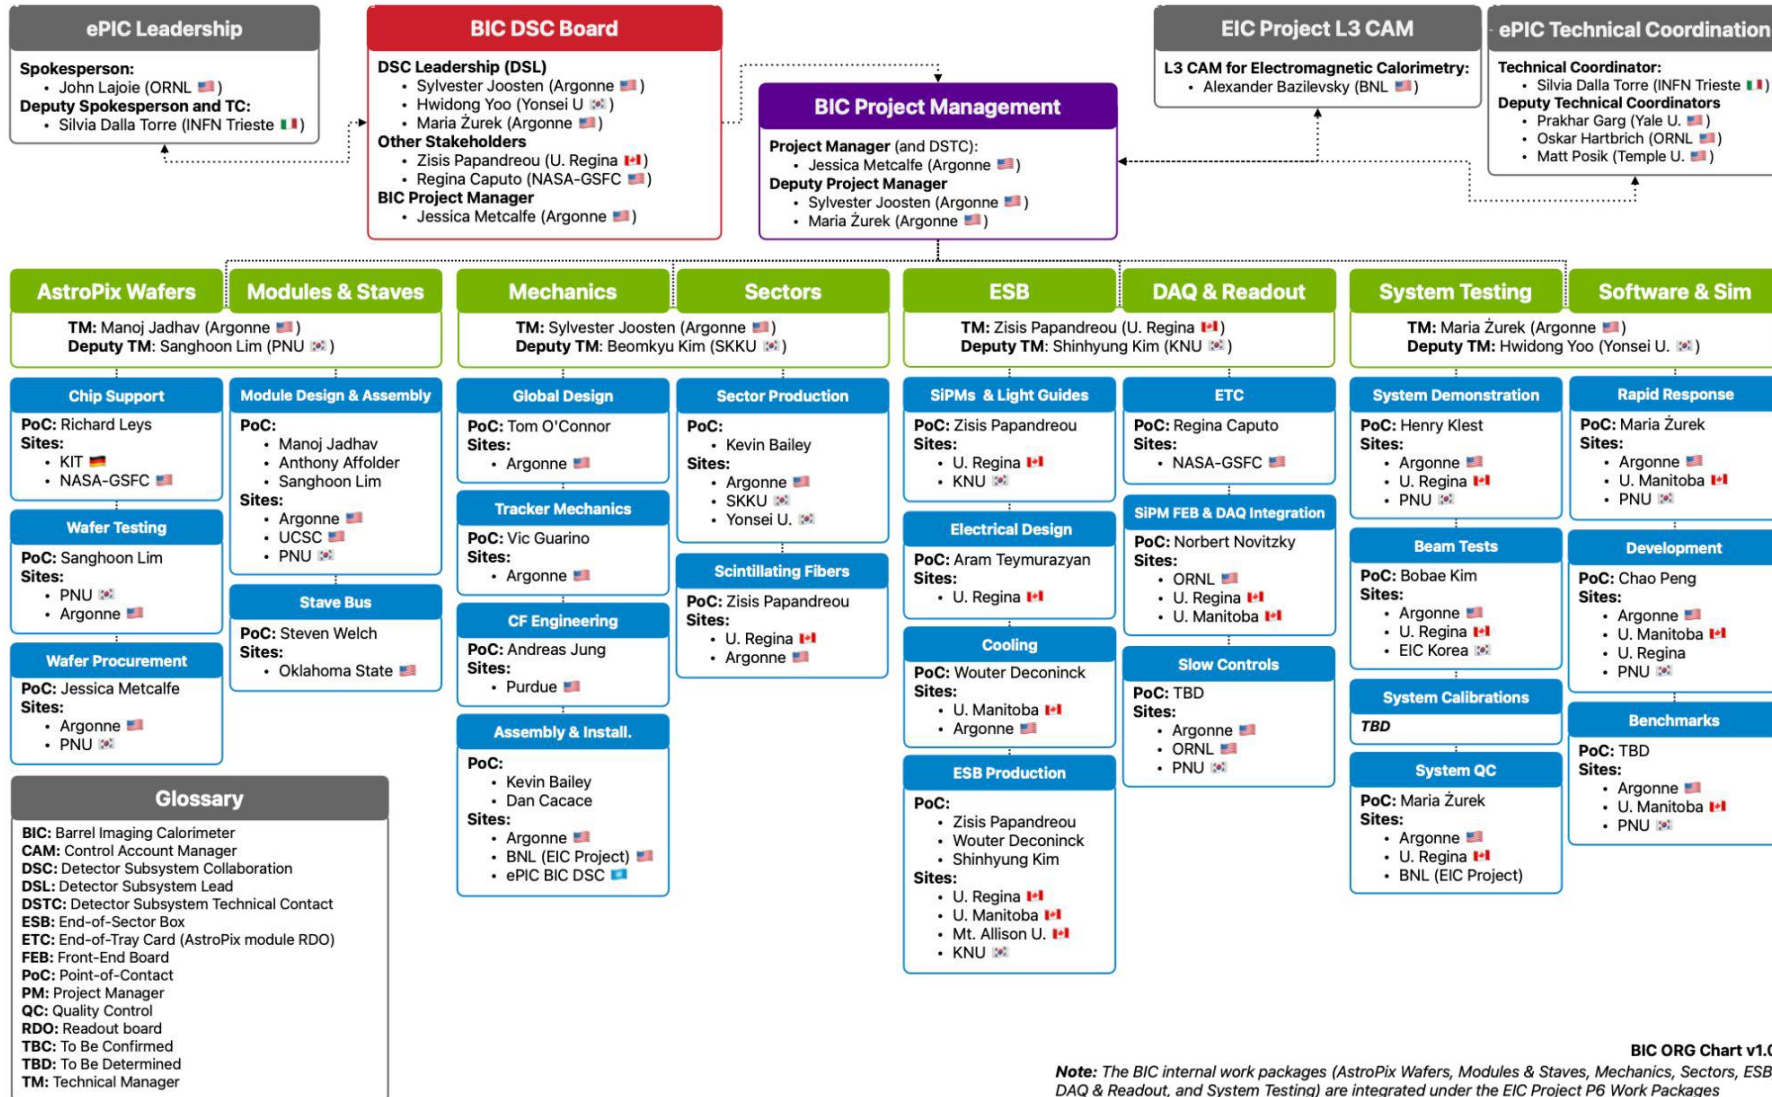 ePIC Leadership
Spokesperson:
• John Lajoie (ORNL 🇺🇸)
Deputy Spokesperson and TC:
• Silvia Dalla Torre (INFN Trieste 🇮🇹)
BIC DSC Board
DSC Leadership (DSL)
• Sylvester Joosten (Argonne 🇺🇸)
• Hwidong Yoo (Yonsei U 🇰🇷)
• Maria Żurek (Argonne 🇺🇸)
Other Stakeholders
• Zisis Papandreou (U. Regina 🇨🇦)
• Regina Caputo (NASA-GSFC 🇺🇸)
BIC Project Manager
• Jessica Metcalfe (Argonne 🇺🇸)
BIC Project Management
Project Manager (and DSTC):
• Jessica Metcalfe (Argonne 🇺🇸)
Deputy Project Manager
• Sylvester Joosten (Argonne 🇺🇸)
• Maria Żurek (Argonne 🇺🇸)
EIC Project L3 CAM
L3 CAM for Electromagnetic Calorimetry:
• Alexander Bazilevsky (BNL 🇺🇸)
ePIC Technical Coordination
Technical Coordinator:
• Silvia Dalla Torre (INFN Trieste 🇮🇹)
Deputy Technical Coordinators
• Prakhar Garg (Yale U. 🇺🇸)
• Oskar Hartbrich (ORNL 🇺🇸)
• Matt Posik (Temple U. 🇺🇸)
AstroPix Wafers
Modules & Staves
TM: Manoj Jadhav (Argonne 🇺🇸)
Deputy TM: Sanghoon Lim (PNU 🇰🇷)
Chip Support
PoC: Richard Leys
Sites:
• KIT 🇩🇪
• NASA-GSFC 🇺🇸
Wafer Testing
PoC: Sanghoon Lim
Sites:
• PNU 🇰🇷
• Argonne 🇺🇸
Wafer Procurement
PoC: Jessica Metcalfe
Sites:
• Argonne 🇺🇸
• PNU 🇰🇷
Module Design & Assembly
PoC:
• Manoj Jadhav
• Anthony Affolder
• Sanghoon Lim
Sites:
• Argonne 🇺🇸
• UCSC 🇺🇸
• PNU 🇰🇷
Stave Bus
PoC: Steven Welch
Sites:
• Oklahoma State 🇺🇸
Mechanics
Sectors
TM: Sylvester Joosten (Argonne 🇺🇸)
Deputy TM: Beomkyu Kim (SKKU 🇰🇷)
Global Design
PoC: Tom O'Connor
Sites:
• Argonne 🇺🇸
Tracker Mechanics
PoC: Vic Guarino
Sites:
• Argonne 🇺🇸
CF Engineering
PoC: Andreas Jung
Sites:
• Purdue 🇺🇸
Assembly & Install.
PoC:
• Kevin Bailey
• Dan Cacace
Sites:
• Argonne 🇺🇸
• BNL (EIC Project) 🇺🇸
• ePIC BIC DSC 🇺🇳
Sector Production
PoC:
• Kevin Bailey
Sites:
• Argonne 🇺🇸
• SKKU 🇰🇷
• Yonsei U. 🇰🇷
Scintillating Fibers
PoC: Zisis Papandreou
Sites:
• U. Regina 🇨🇦
• Argonne 🇺🇸
ESB
DAQ & Readout
TM: Zisis Papandreou (U. Regina 🇨🇦)
Deputy TM: Shinhyung Kim (KNU 🇰🇷)
SiPMs & Light Guides
PoC: Zisis Papandreou
Sites:
• U. Regina 🇨🇦
• KNU 🇰🇷
Electrical Design
PoC: Aram Teymurazyan
Sites:
• U. Regina 🇨🇦
Cooling
PoC: Wouter Deconinck
Sites:
• U. Manitoba 🇨🇦
• Argonne 🇺🇸
ESB Production
PoC:
• Zisis Papandreou
• Wouter Deconinck
• Shinhyung Kim
Sites:
• U. Regina 🇨🇦
• U. Manitoba 🇨🇦
• Mt. Allison U. 🇨🇦
• KNU 🇰🇷
ETC
PoC: Regina Caputo
Sites:
• NASA-GSFC 🇺🇸
SiPM FEB & DAQ Integration
PoC: Norbert Novitzky
Sites:
• ORNL 🇺🇸
• U. Regina 🇨🇦
• U. Manitoba 🇨🇦
Slow Controls
PoC: TBD
Sites:
• Argonne 🇺🇸
• ORNL 🇺🇸
• PNU 🇰🇷
System Testing
Software & Sim
TM: Maria Żurek (Argonne 🇺🇸)
Deputy TM: Hwidong Yoo (Yonsei U. 🇰🇷)
System Demonstration
PoC: Henry Klest
Sites:
• Argonne 🇺🇸
• U. Regina 🇨🇦
• PNU 🇰🇷
Beam Tests
PoC: Bobae Kim
Sites:
• Argonne 🇺🇸
• U. Regina 🇨🇦
• EIC Korea 🇰🇷
System Calibrations
TBD
System QC
PoC: Maria Żurek
Sites:
• Argonne 🇺🇸
• U. Regina 🇨🇦
• BNL (EIC Project)
Rapid Response
PoC: Maria Żurek
Sites:
• Argonne 🇺🇸
• U. Manitoba 🇨🇦
• PNU 🇰🇷
Development
PoC: Chao Peng
Sites:
• Argonne 🇺🇸
• U. Manitoba 🇨🇦
• U. Regina
• PNU 🇰🇷
Benchmarks
PoC: TBD
Sites:
• Argonne 🇺🇸
• U. Manitoba 🇨🇦
• PNU 🇰🇷
Glossary
BIC: Barrel Imaging Calorimeter
CAM: Control Account Manager
DSC: Detector Subsystem Collaboration
DSL: Detector Subsystem Lead
DSTC: Detector Subsystem Technical Contact
ESB: End-of-Sector Box
ETC: End-of-Tray Card (AstroPix module RDO)
FEB: Front-End Board
PoC: Point-of-Contact
PM: Project Manager
QC: Quality Control
RDO: Readout board
TBC: To Be Confirmed
TBD: To Be Determined
TM: Technical Manager
BIC ORG Chart v1.0
Note: The BIC internal work packages (AstroPix Wafers, Modules & Staves, Mechanics, Sectors, ESB
DAQ & Readout, and System Testing) are integrated under the EIC Project P6 Work Packages